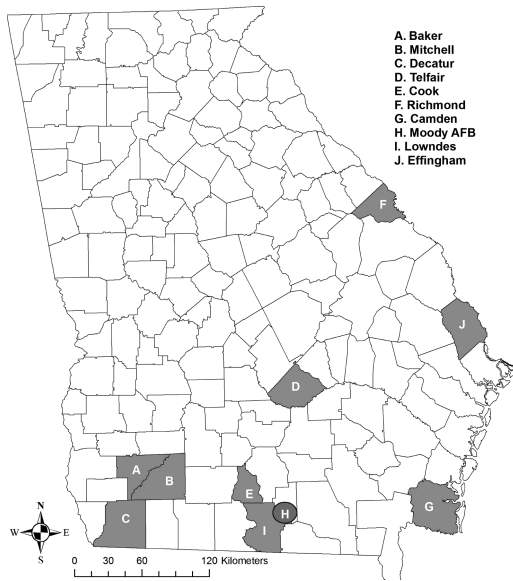 A. Baker
B. Mitchell
C. Decatur
D. Telfair
E. Cook
F. Richmond
G. Camden
H. Moody AFB
I. Lowndes
J. Effingham
F
J
D
A
B
E
C
H
I
G
N
W E
S
0 30 60 120 Kilometers